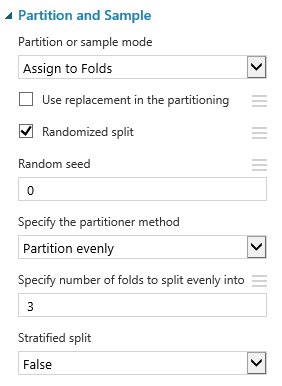 Partition and Sample
Partition or sample mode
Assign to Folds
Use replacement in the partitioning
Randomized split
Random seed
0
Specify the partitioner method
Partition evenly
Specify number of folds to split evenly into
3
Stratified split
False